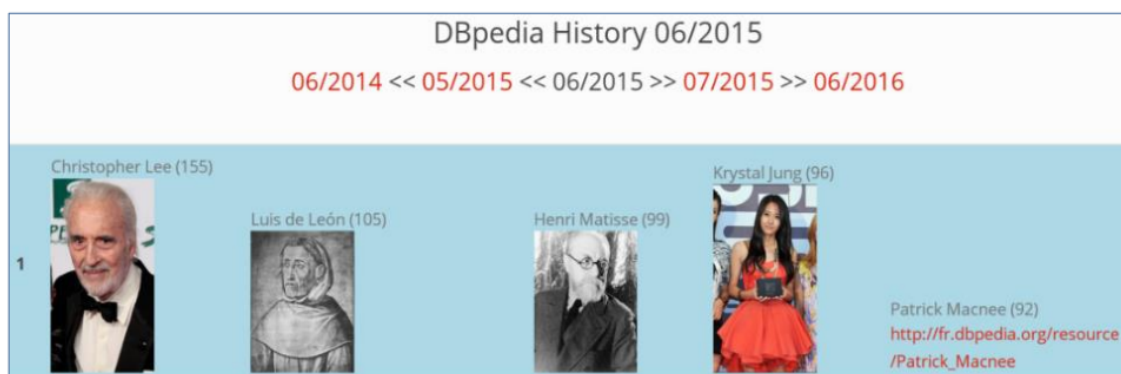 DBpedia History 06/2015
06/2014 << 05/2015 << 06/2015 >> 07/2015 >> 06/2016
Christopher Lee (155)
Krystal Jung (96)
Luis de León (105)
Henri Matisse (99)
1
Patrick Macnee (92)
http://fr.dbpedia.org/resource
/Patrick_Macnee